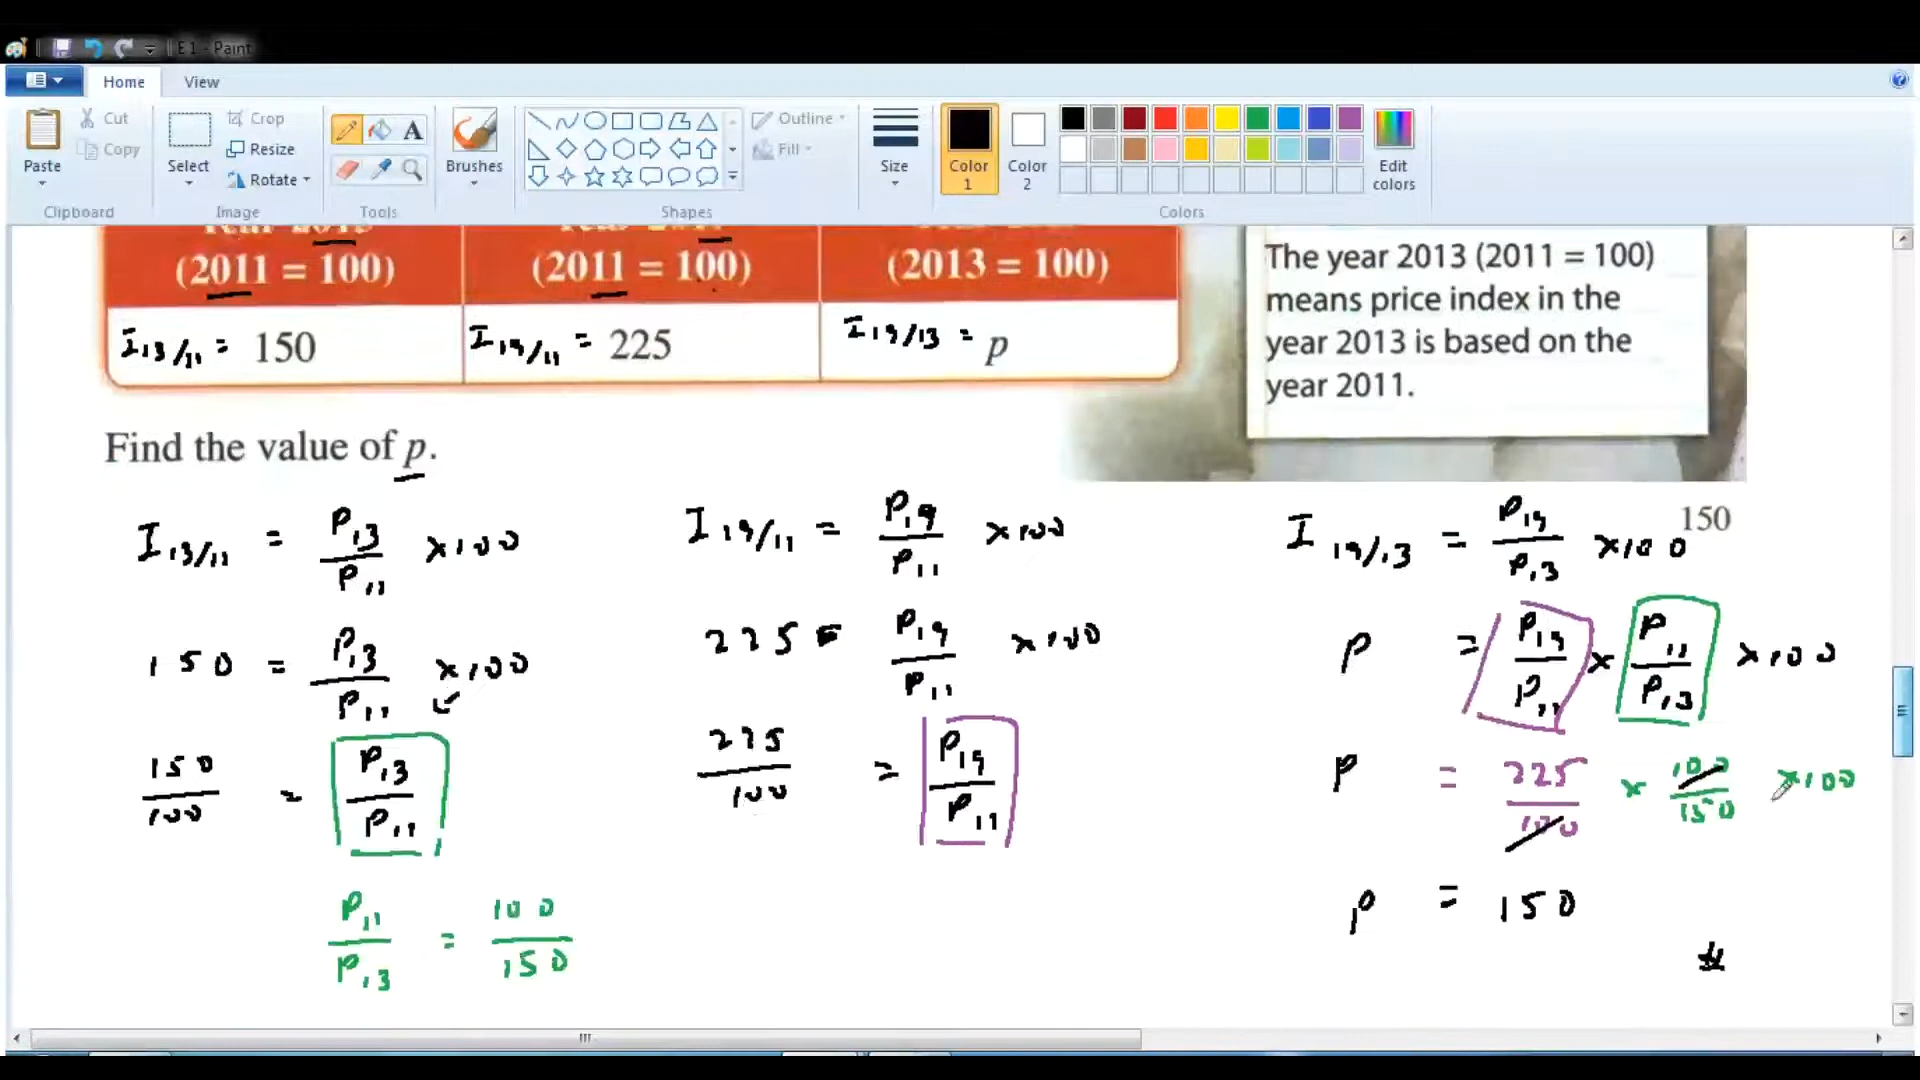 E 1 - Paint
Home View
Paste Cut Copy
Clipboard
Select Crop Resize Rotate
Image
A
Tools
Brushes
Outline Fill
Shapes
Size
Color 1
Color 2
Edit colors
Colors
(2011 = 100) (2011 = 100) (2013 = 100)
I13/11 = 150 I19/11 = 225 I19/13 = p
The year 2013 (2011 = 100)
means price index in the
year 2013 is based on the
year 2011.
Find the value of p.
I13/11 = P13/P11 ×100
150 = P13/P11 ×100
150/100 = P13/P11
P11/P13 = 100/150
I19/11 = P19/P11 ×100
225 = P19/P11 ×100
225/100 = P19/P11
150
I19/13 = P19/P13 ×100
P = P19/P11 × P11/P13 ×100
P = 225/100 × 100/150 ×100
P = 150